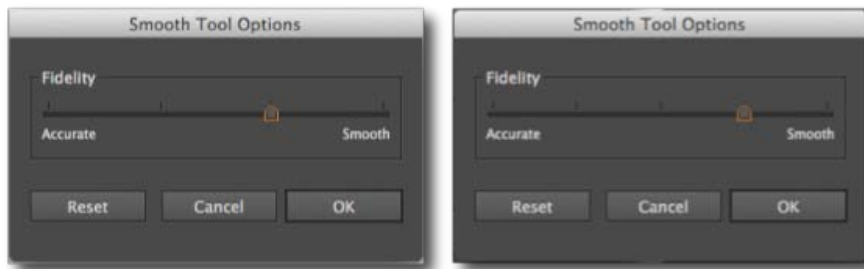 Smooth Tool Options
Fidelity
Accurate Smooth
Reset Cancel OK
Smooth Tool Options
Fidelity
Accurate Smooth
Reset Cancel OK